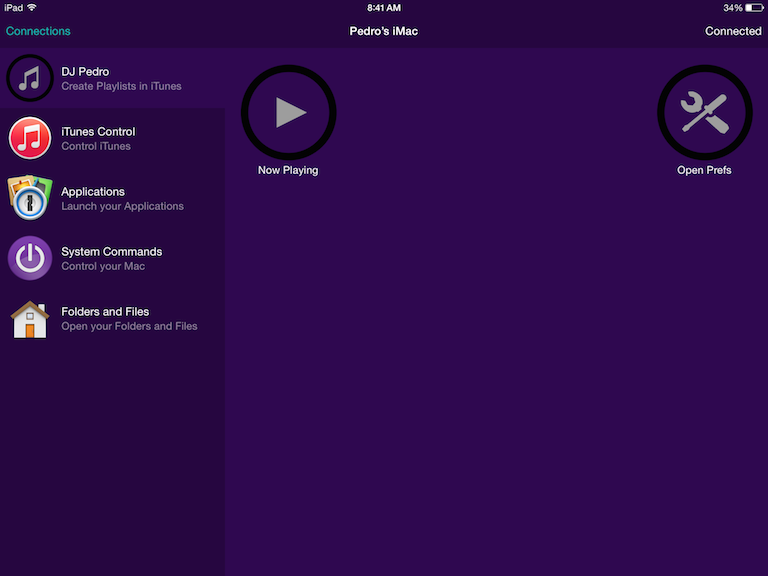 iPad 8:41 AM 34%
Connections Pedro's iMac Connected
DJ Pedro
Create Playlists in iTunes
iTunes Control
Control iTunes
Applications
Launch your Applications
System Commands
Control your Mac
Folders and Files
Open your Folders and Files
Now Playing
Open Prefs